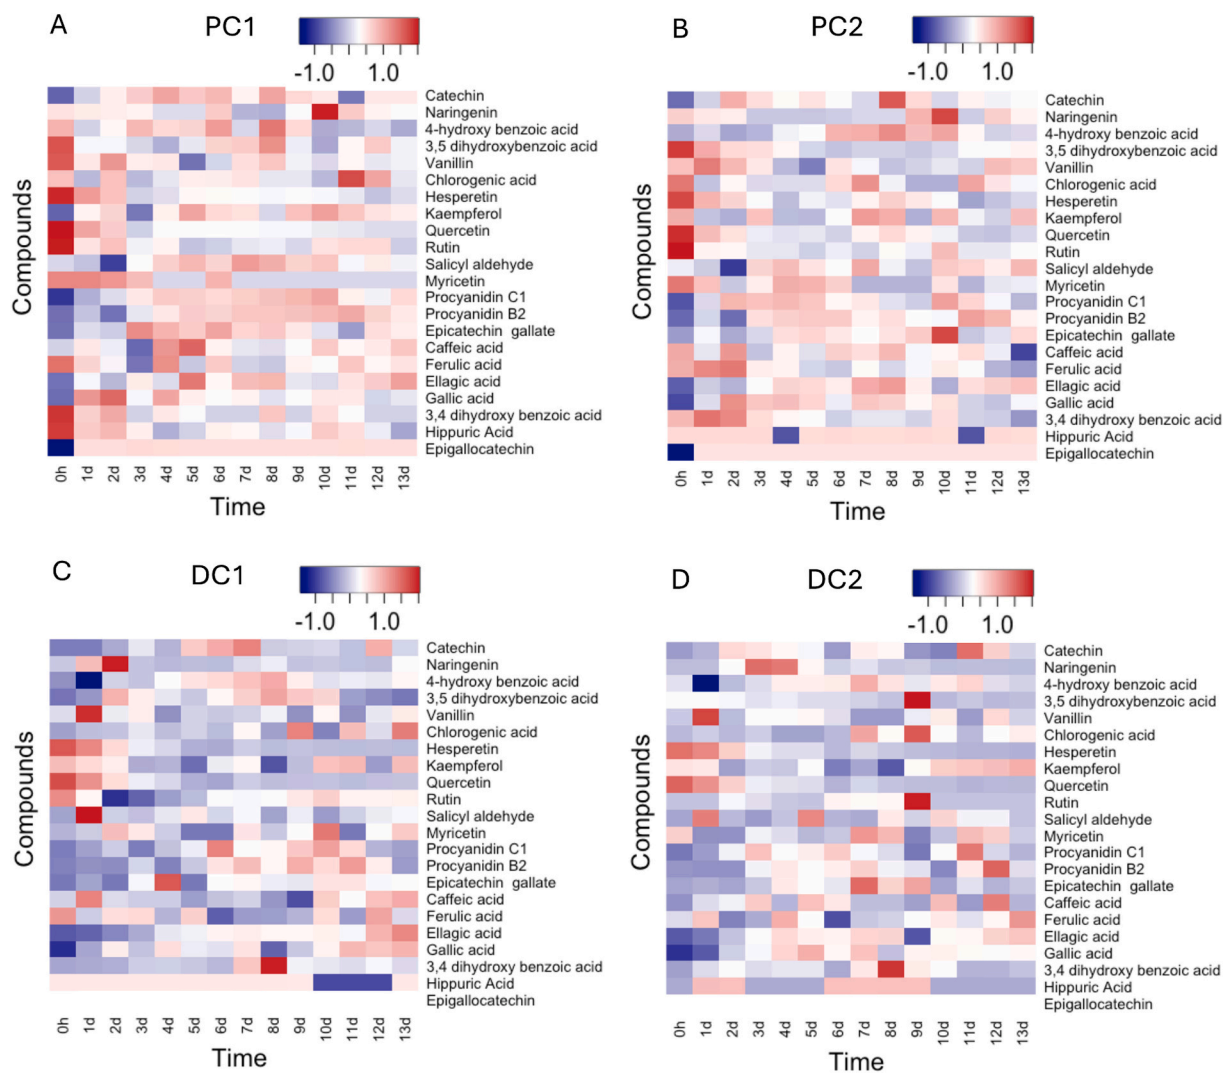 A PC1
-1.0 1.0
Compounds
Catechin
Naringenin
4-hydroxy benzoic acid
3,5 dihydroxybenzoic acid
Vanillin
Chlorogenic acid
Hesperetin
Kaempferol
Quercetin
Rutin
Salicyl aldehyde
Myricetin
Procyanidin C1
Procyanidin B2
Epicatechin gallate
Caffeic acid
Ferulic acid
Ellagic acid
Gallic acid
3,4 dihydroxy benzoic acid
Hippuric Acid
Epigallocatechin
0h 1d 2d 3d 4d 5d 6d 7d 8d 9d 10d 11d 12d 13d
Time
B PC2
-1.0 1.0
Compounds
Catechin
Naringenin
4-hydroxy benzoic acid
3,5 dihydroxybenzoic acid
Vanillin
Chlorogenic acid
Hesperetin
Kaempferol
Quercetin
Rutin
Salicyl aldehyde
Myricetin
Procyanidin C1
Procyanidin B2
Epicatechin gallate
Caffeic acid
Ferulic acid
Ellagic acid
Gallic acid
3,4 dihydroxy benzoic acid
Hippuric Acid
Epigallocatechin
0h 1d 2d 3d 4d 5d 6d 7d 8d 9d 10d 11d 12d 13d
Time
C DC1
-1.0 1.0
Compounds
Catechin
Naringenin
4-hydroxy benzoic acid
3,5 dihydroxybenzoic acid
Vanillin
Chlorogenic acid
Hesperetin
Kaempferol
Quercetin
Rutin
Salicyl aldehyde
Myricetin
Procyanidin C1
Procyanidin B2
Epicatechin gallate
Caffeic acid
Ferulic acid
Ellagic acid
Gallic acid
3,4 dihydroxy benzoic acid
Hippuric Acid
Epigallocatechin
0h 1d 2d 3d 4d 5d 6d 7d 8d 9d 10d 11d 12d 13d
Time
D DC2
-1.0 1.0
Compounds
Catechin
Naringenin
4-hydroxy benzoic acid
3,5 dihydroxybenzoic acid
Vanillin
Chlorogenic acid
Hesperetin
Kaempferol
Quercetin
Rutin
Salicyl aldehyde
Myricetin
Procyanidin C1
Procyanidin B2
Epicatechin gallate
Caffeic acid
Ferulic acid
Ellagic acid
Gallic acid
3,4 dihydroxy benzoic acid
Hippuric Acid
Epigallocatechin
0h 1d 2d 3d 4d 5d 6d 7d 8d 9d 10d 11d 12d 13d
Time